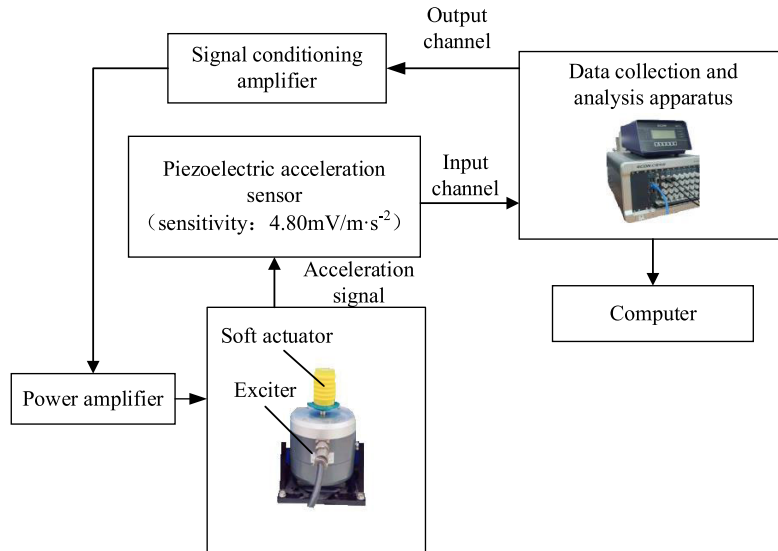 Output
channel
Signal conditioning
amplifier
Data collection and
analysis apparatus
Piezoelectric acceleration
sensor
（sensitivity：4.80mV/m·s⁻²）
Input
channel
Acceleration
signal
Computer
Soft actuator
Exciter
Power amplifier